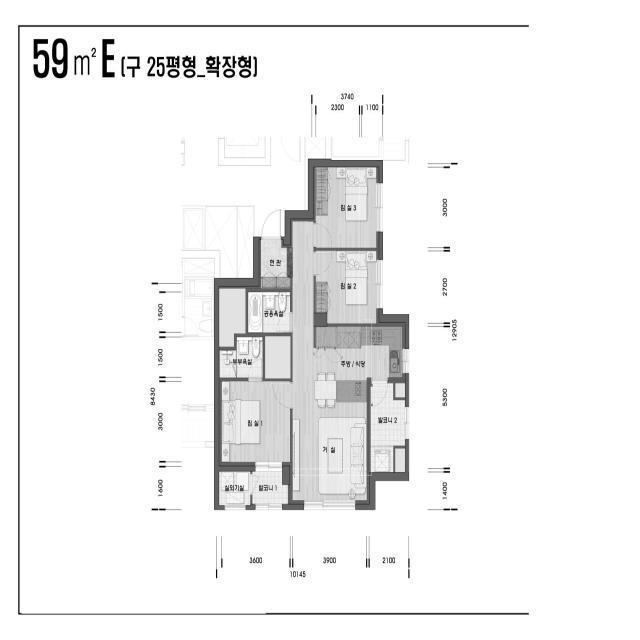 59㎡ E (구 25평형_확장형)
3740
2300 1100
침 실 3
3000
현 관
침 실 2
2700
1500
공용욕실
12905
1500
부부욕실
주방 / 식당
8430
3000
침 실 1
5300
발코니 2
거 실
1600
실외기실
발코니 1
1400
3600 3900 2100
10145